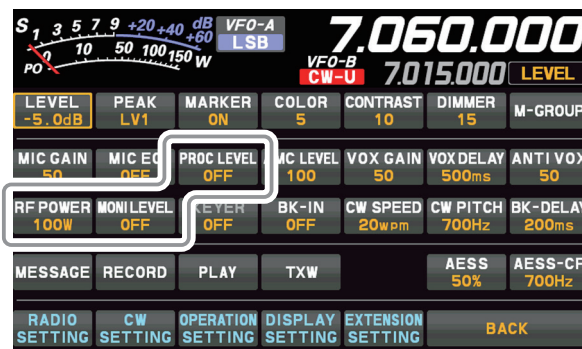 S 1 3 5 7 9 +20 +40 +60 dB VFO-A
LSB
7.060.000
PO 0 10 50 100 150 W
VFO-B
CW-U 7.015.000 LEVEL
LEVEL PEAK MARKER COLOR CONTRAST DIMMER M-GROUP
-5.0dB LV1 ON 5 10 15
MIC GAIN MIC EQ PROC LEVEL AMC LEVEL VOX GAIN VOX DELAY ANTI VOX
50 OFF OFF 100 50 500ms 50
RF POWER MONI LEVEL KEYER BK-IN CW SPEED CW PITCH BK-DELA
100W OFF OFF OFF 20WPM 700Hz 200ms
MESSAGE RECORD PLAY TXW AESS AESS-CF
50% 700Hz
RADIO CW OPERATION DISPLAY EXTENSION
SETTING SETTING SETTING SETTING SETTING BACK